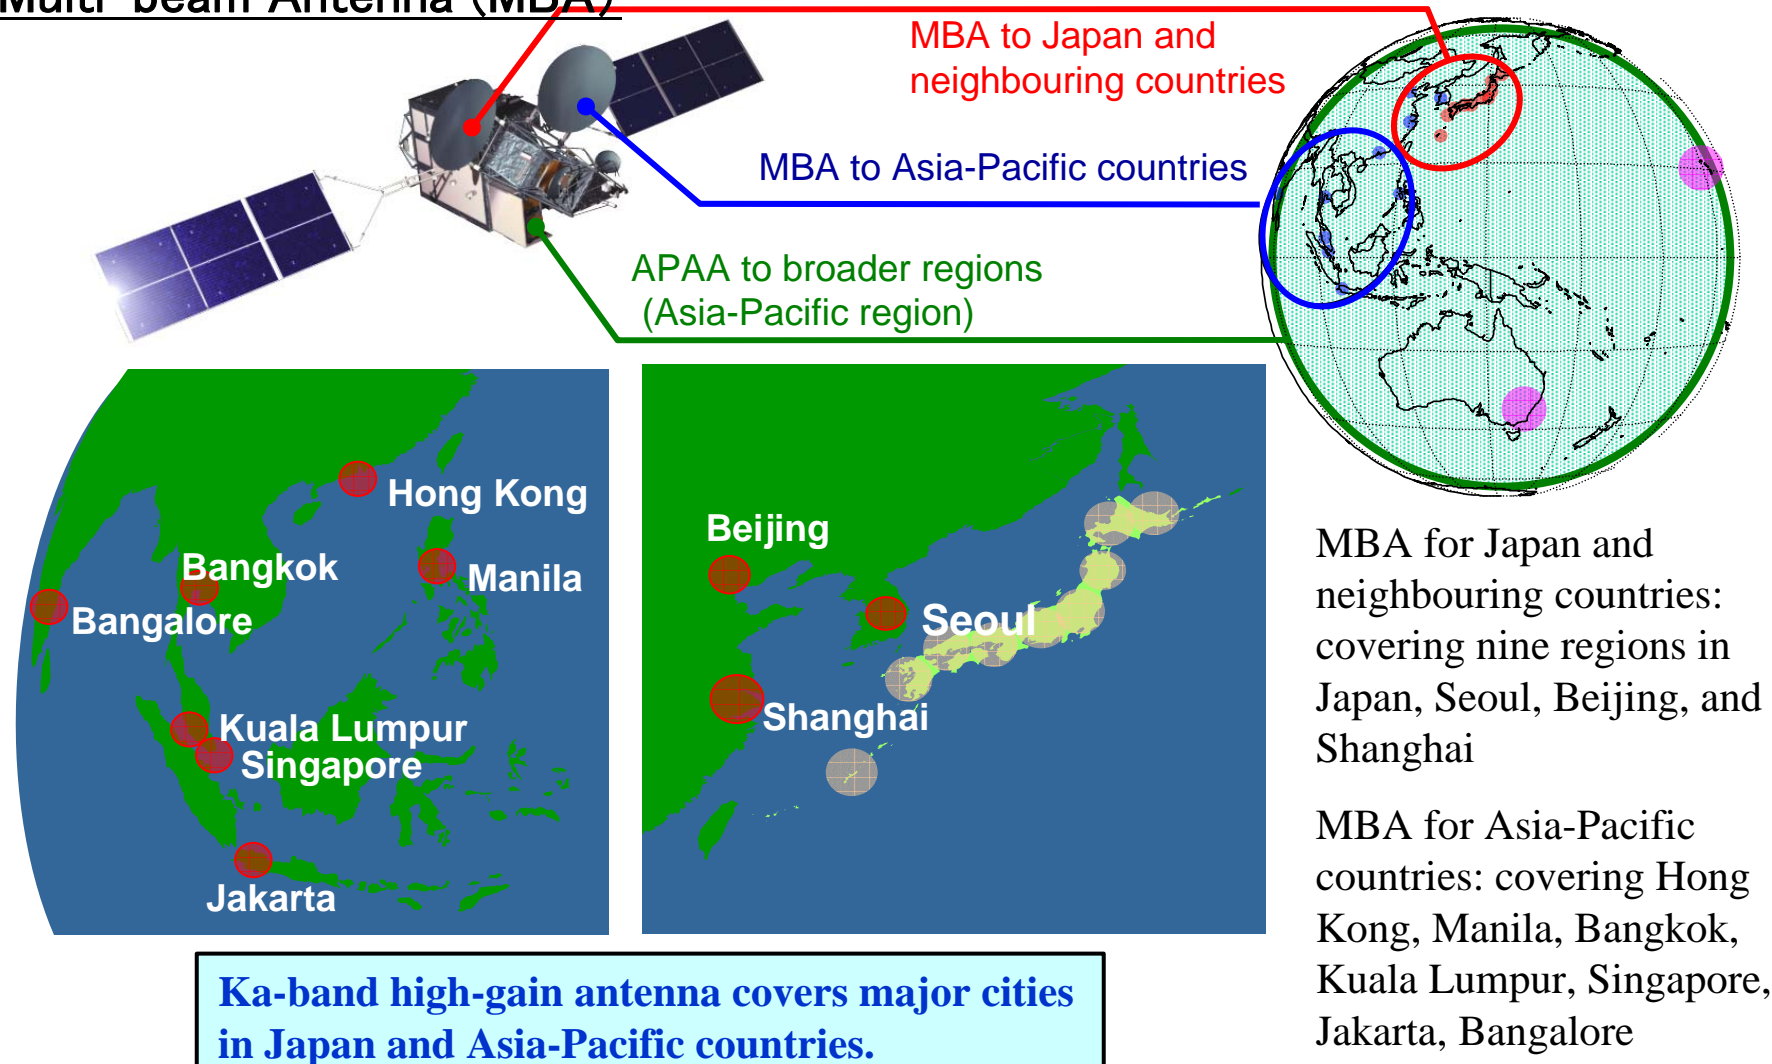 Multi-beam Antenna (MBA)
MBA to Japan and
neighbouring countries
MBA to Asia-Pacific countries
APAA to broader regions
(Asia-Pacific region)
Hong Kong
Bangkok
Manila
Bangalore
Kuala Lumpur
Singapore
Jakarta
Beijing
Seoul
Shanghai
MBA for Japan and
neighbouring countries:
covering nine regions in
Japan, Seoul, Beijing, and
Shanghai
MBA for Asia-Pacific
countries: covering Hong
Kong, Manila, Bangkok,
Kuala Lumpur, Singapore,
Jakarta, Bangalore
Ka-band high-gain antenna covers major cities
in Japan and Asia-Pacific countries.